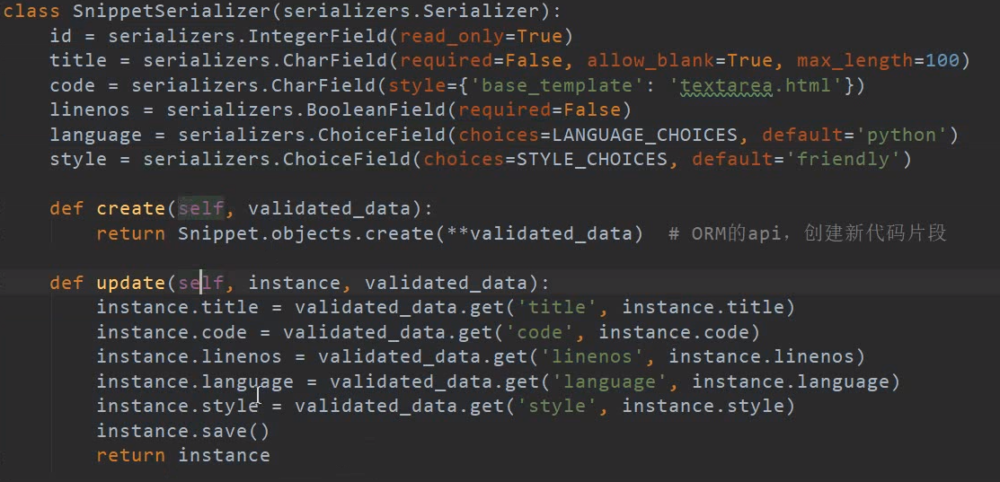 class SnippetSerializer(serializers.Serializer):
    id = serializers.IntegerField(read_only=True)
    title = serializers.CharField(required=False, allow_blank=True, max_length=100)
    code = serializers.CharField(style={'base_template': 'textarea.html'})
    linenos = serializers.BooleanField(required=False)
    language = serializers.ChoiceField(choices=LANGUAGE_CHOICES, default='python')
    style = serializers.ChoiceField(choices=STYLE_CHOICES, default='friendly')
    def create(self, validated_data):
        return Snippet.objects.create(**validated_data)  # ORM的api，创建新代码片段
    def update(self, instance, validated_data):
        instance.title = validated_data.get('title', instance.title)
        instance.code = validated_data.get('code', instance.code)
        instance.linenos = validated_data.get('linenos', instance.linenos)
        instance.language = validated_data.get('language', instance.language)
        instance.style = validated_data.get('style', instance.style)
        instance.save()
        return instance